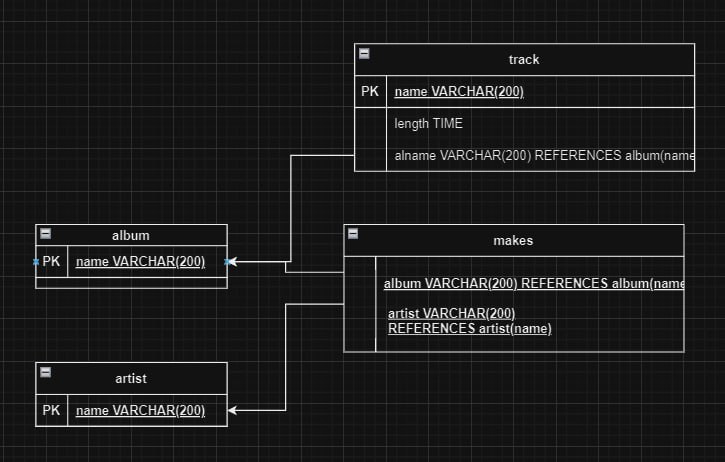 track
PK name VARCHAR(200)
length TIME
alname VARCHAR(200) REFERENCES album(name
album
PK name VARCHAR(200)
makes
album VARCHAR(200) REFERENCES album(name
artist VARCHAR(200)
REFERENCES artist(name)
artist
PK name VARCHAR(200)